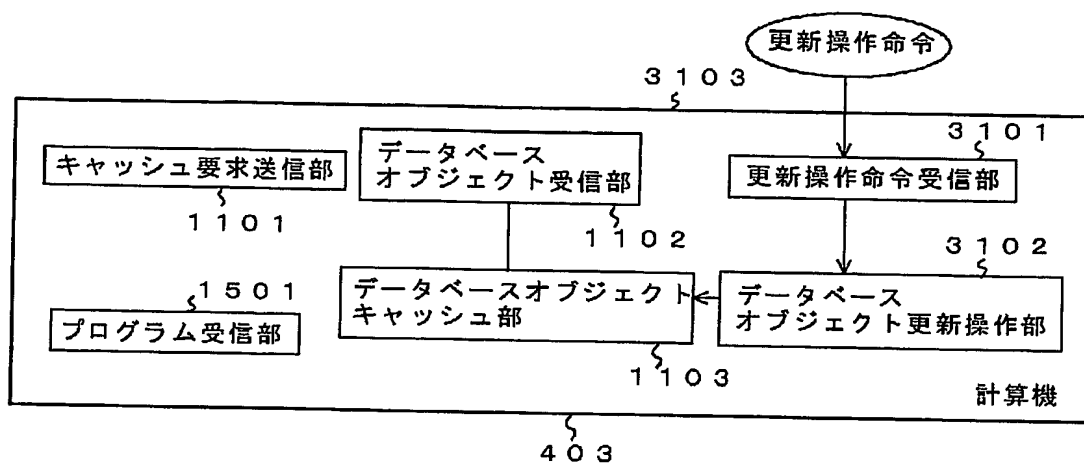 更新操作命令
３１０３
３１０１
キャッシュ要求送信部
１１０１
データベース
オブジェクト受信部
１１０２
更新操作命令受信部
３１０２
１５０１
プログラム受信部
データベースオブジェクト
キャッシュ部
１１０３
データベース
オブジェクト更新操作部
計算機
４０３